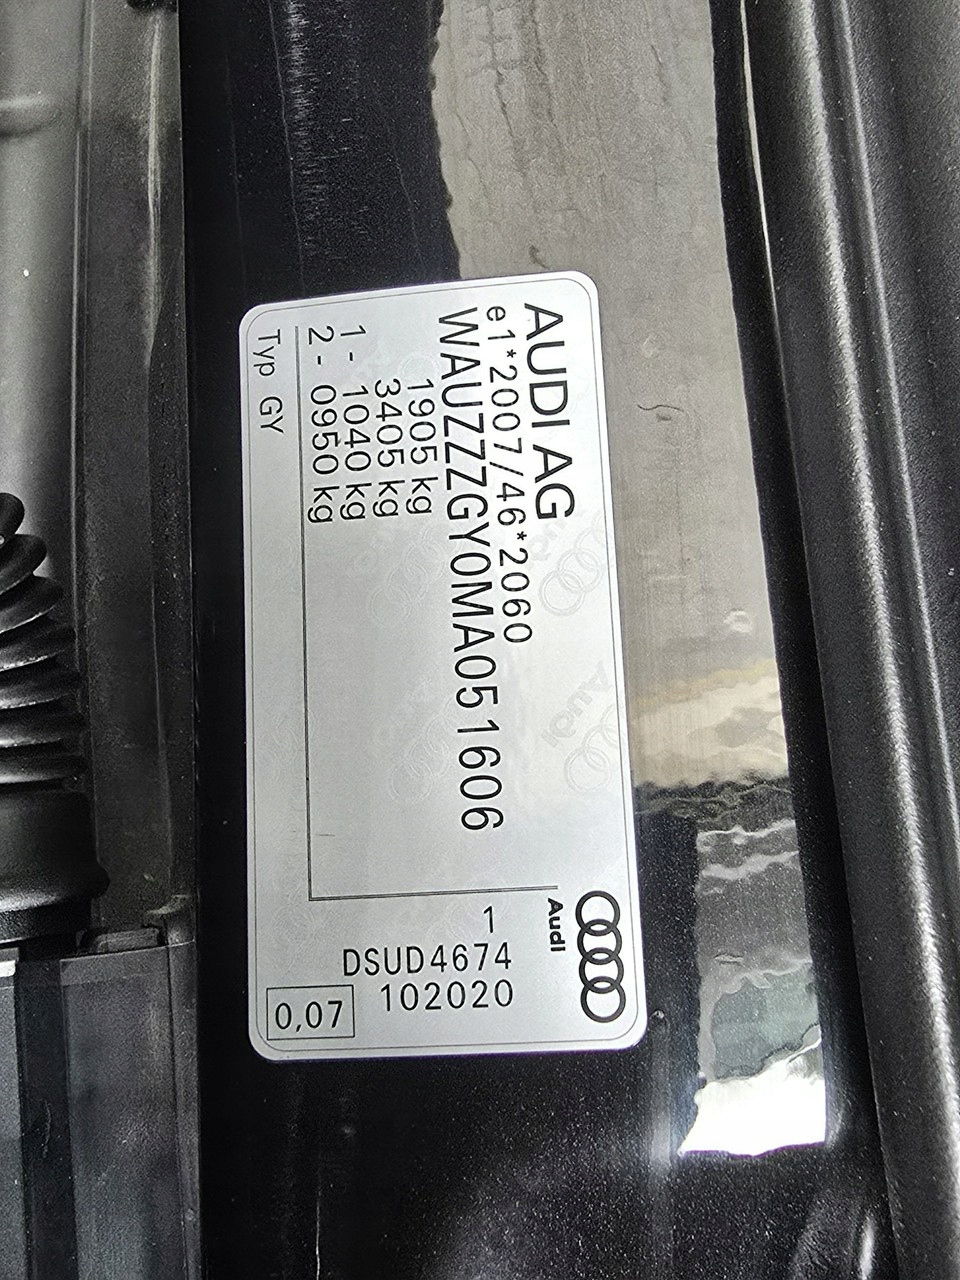 AUDI AG
e1*2007/46*2060
WAUZZZGY0MA051606
1905 kg
3405 kg
1 - 1040 kg
2 - 0950 kg
Typ GY
Audi
1
DSUD4674
102020
0,07